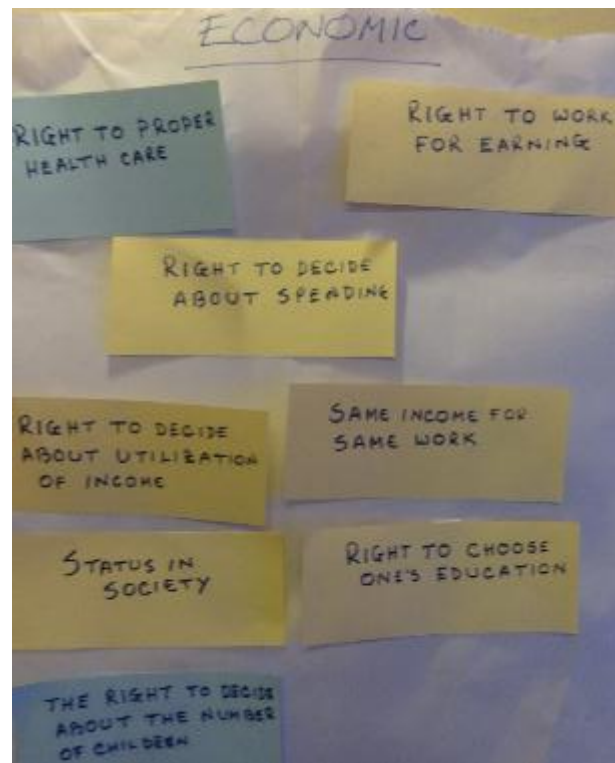 ECONOMIC
RIGHT TO PROPER
HEALTH CARE
RIGHT TO WORK
FOR EARNING
RIGHT TO DECIDE
ABOUT SPENDING
RIGHT TO DECIDE
ABOUT UTILIZATION
OF INCOME
SAME INCOME FOR
SAME WORK
STATUS IN
SOCIETY
RIGHT TO CHOOSE
ONE'S EDUCATION
THE RIGHT TO DECIDE
ABOUT THE NUMBER
OF CHILDREN